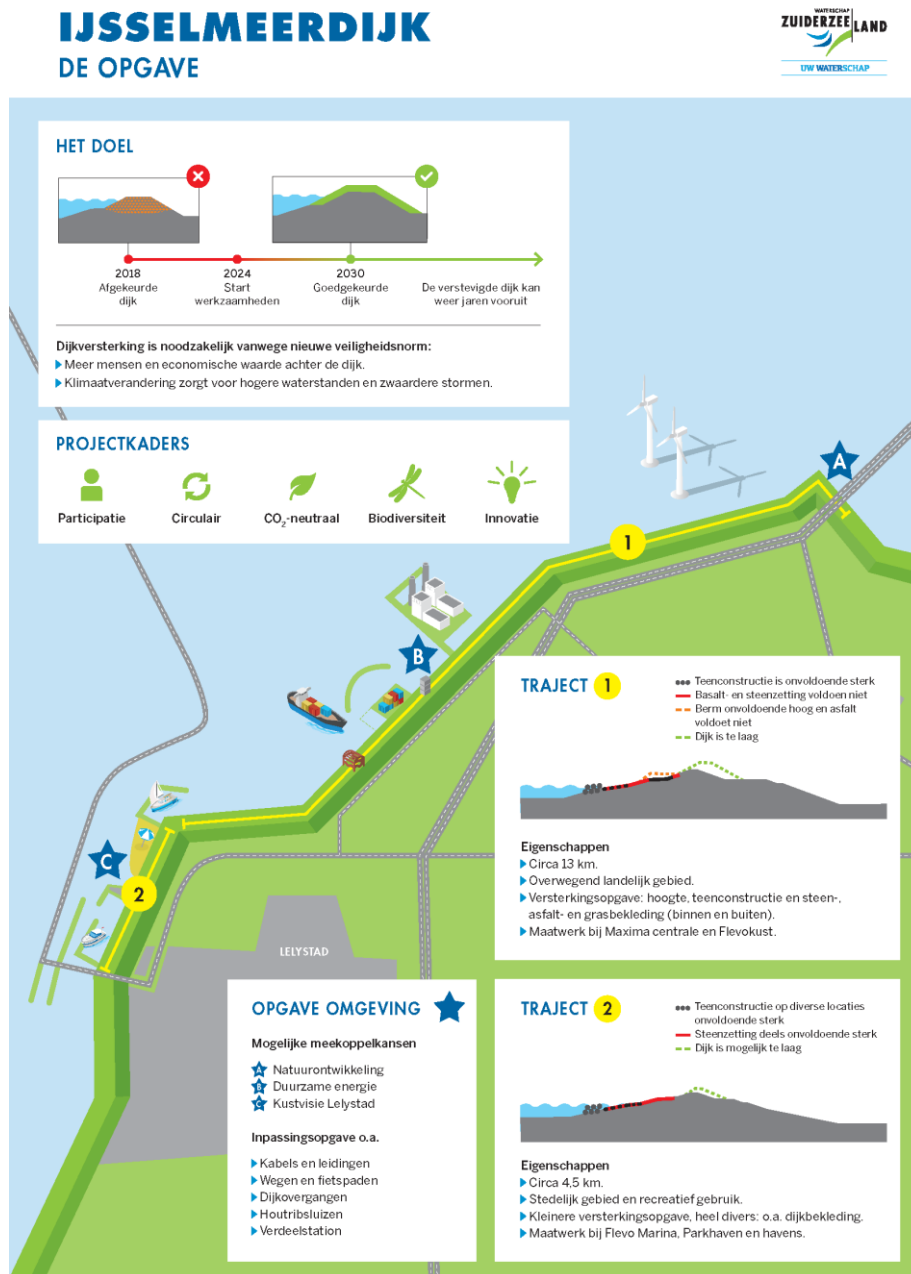 IJSSELMEERDIJK
DE OPGAVE
WATERSCHAP
ZUIDERZEELAND
UW WATERSCHAP
HET DOEL
2018
Afgekeurde
dijk
2024
Start
werkzaamheden
2030
Goedgekeurde
dijk
De verstevigde dijk kan
weer jaren vooruit
Dijkversterking is noodzakelijk vanwege nieuwe veiligheidsnorm:
Meer mensen en economische waarde achter de dijk.
Klimaatverandering zorgt voor hogere waterstanden en zwaardere stormen.
PROJECTKADERS
Participatie
Circulair
CO₂-neutraal
Biodiversiteit
Innovatie
A
1
B
C
2
LELYSTAD
TRAJECT 1
Teenconstructie is onvoldoende sterk
Basalt- en steenzetting voldoen niet
Berm onvoldoende hoog en asfalt
voldoet niet
Dijk is te laag
Eigenschappen
Circa 13 km.
Overwegend landelijk gebied.
Versterkingsopgave: hoogte, teenconstructie en steen-,
asfalt- en grasbekleding (binnen en buiten).
Maatwerk bij Maxima centrale en Flevokust.
OPGAVE OMGEVING
Mogelijke meekoppelkansen
A Natuurontwikkeling
B Duurzame energie
C Kustvisie Lelystad
Inpassingsopgave o.a.
Kabels en leidingen
Wegen en fietspaden
Dijkovergangen
Houtribsluizen
Verdeelstation
TRAJECT 2
Teenconstructie op diverse locaties
onvoldoende sterk
Steenzetting deels onvoldoende sterk
Dijk is mogelijk te laag
Eigenschappen
Circa 4,5 km.
Stedelijk gebied en recreatief gebruik.
Kleinere versterkingsopgave, heel divers: o.a. dijkbekleding.
Maatwerk bij Flevo Marina, Parkhaven en havens.